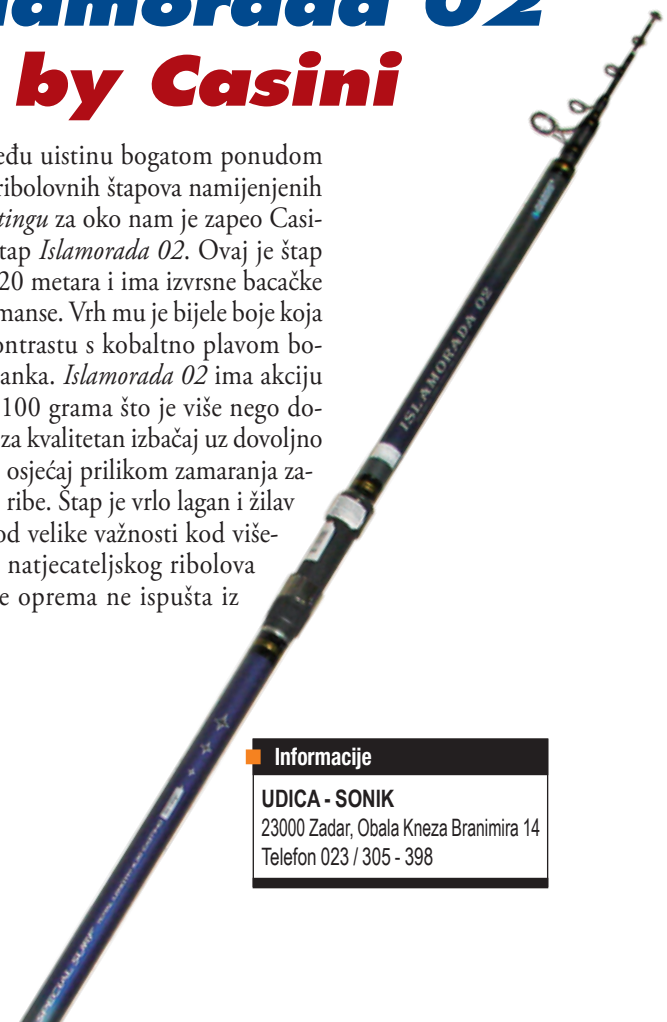 lamorada 02
by Casini
eđu uistinu bogatom ponudom
ribolovnih štapova namijenjenih
tingu za oko nam je zapeo Casi-
tap Islamorada 02. Ovaj je štap
20 metara i ima izvrsne bacačke
manse. Vrh mu je bijele boje koja
ontrastu s kobaltno plavom bo-
anka. Islamorada 02 ima akciju
100 grama što je više nego do-
za kvalitetan izbačaj uz dovoljno
osjećaj prilikom zamaranja za-
ribe. Štap je vrlo lagan i žilav
od velike važnosti kod više-
natjecateljskog ribolova
e oprema ne ispušta iz
ISLAMORADA 02
SPECIAL SURF
Informacije
UDICA - SONIK
23000 Zadar, Obala Kneza Branimira 14
Telefon 023 / 305 - 398